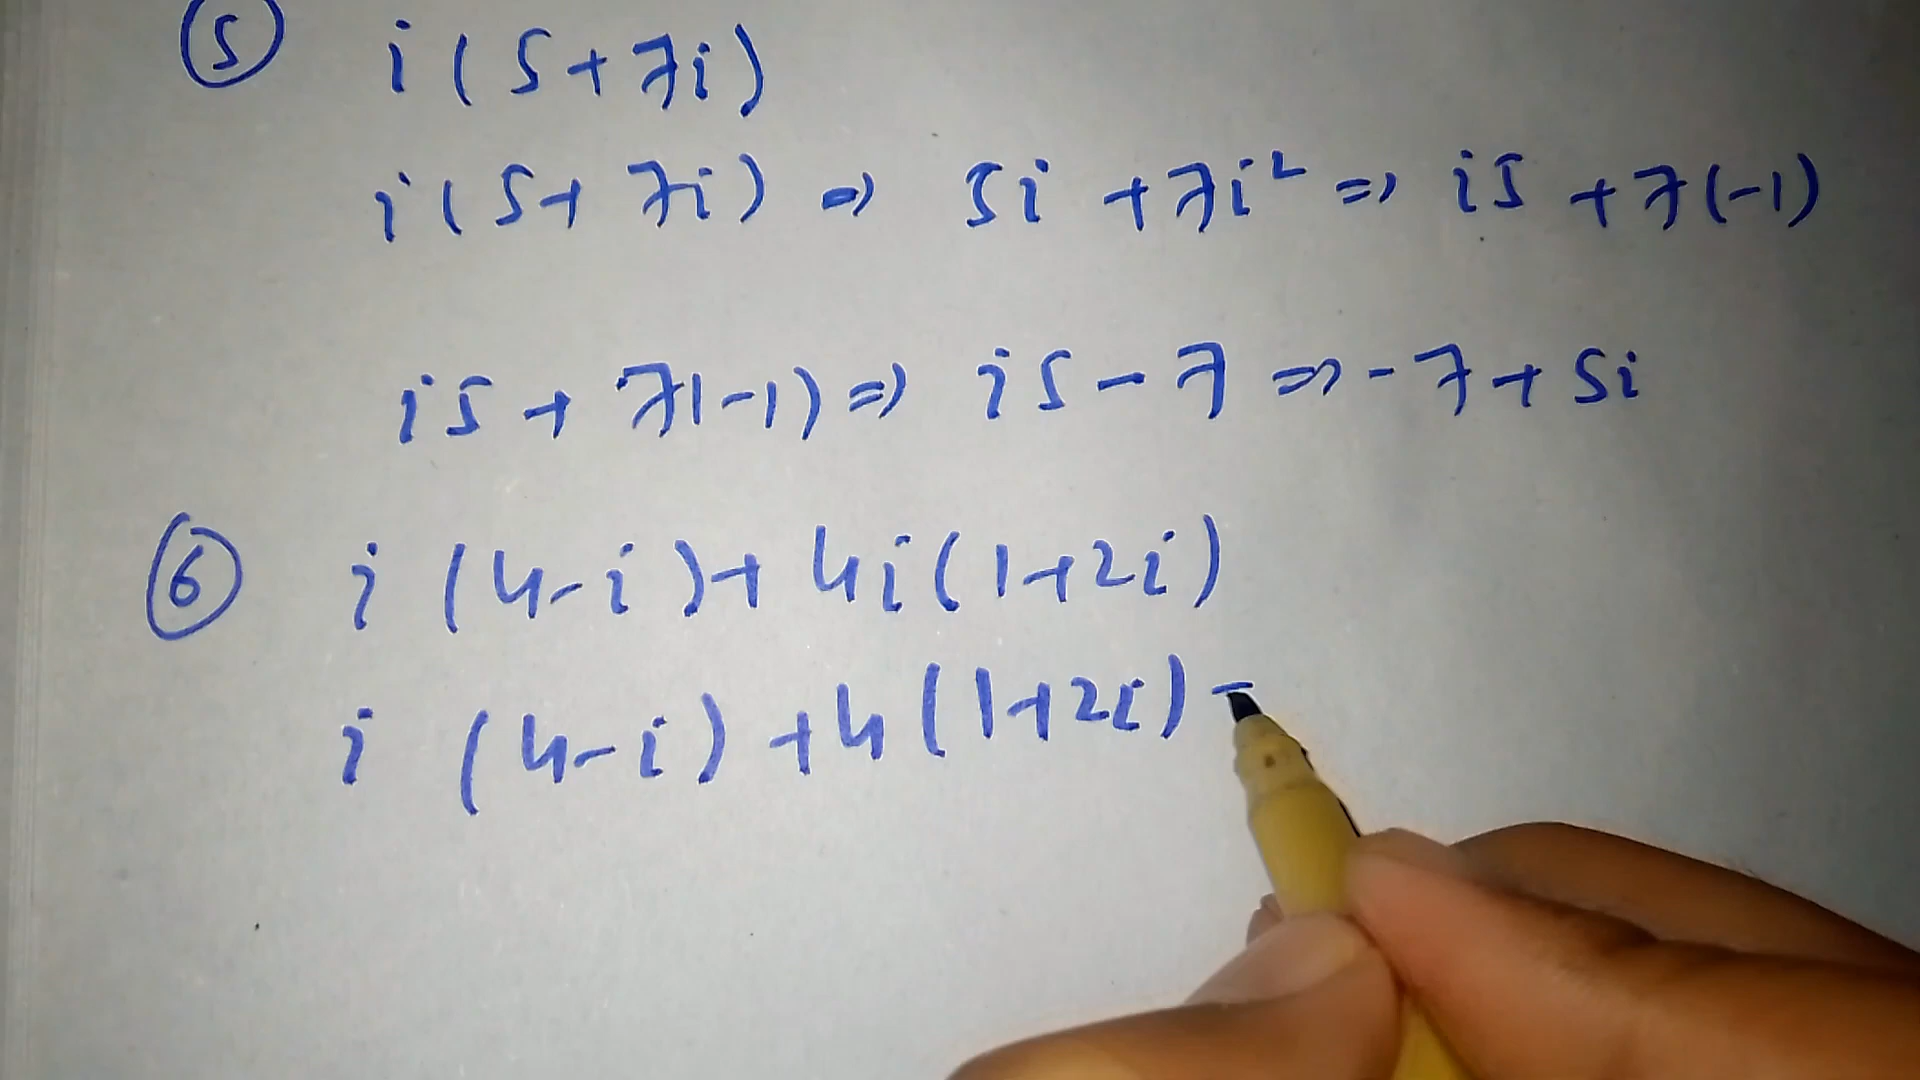 ⑤ i(5+7i)
i(5+7i) ⇒ 5i+7i² ⇒ i5+7(-1)
i5+7(-1) ⇒ i5-7 ⇒ -7+5i
⑥ i(4-i)+4i(1+2i)
i(4-i)+4(1+2i) -